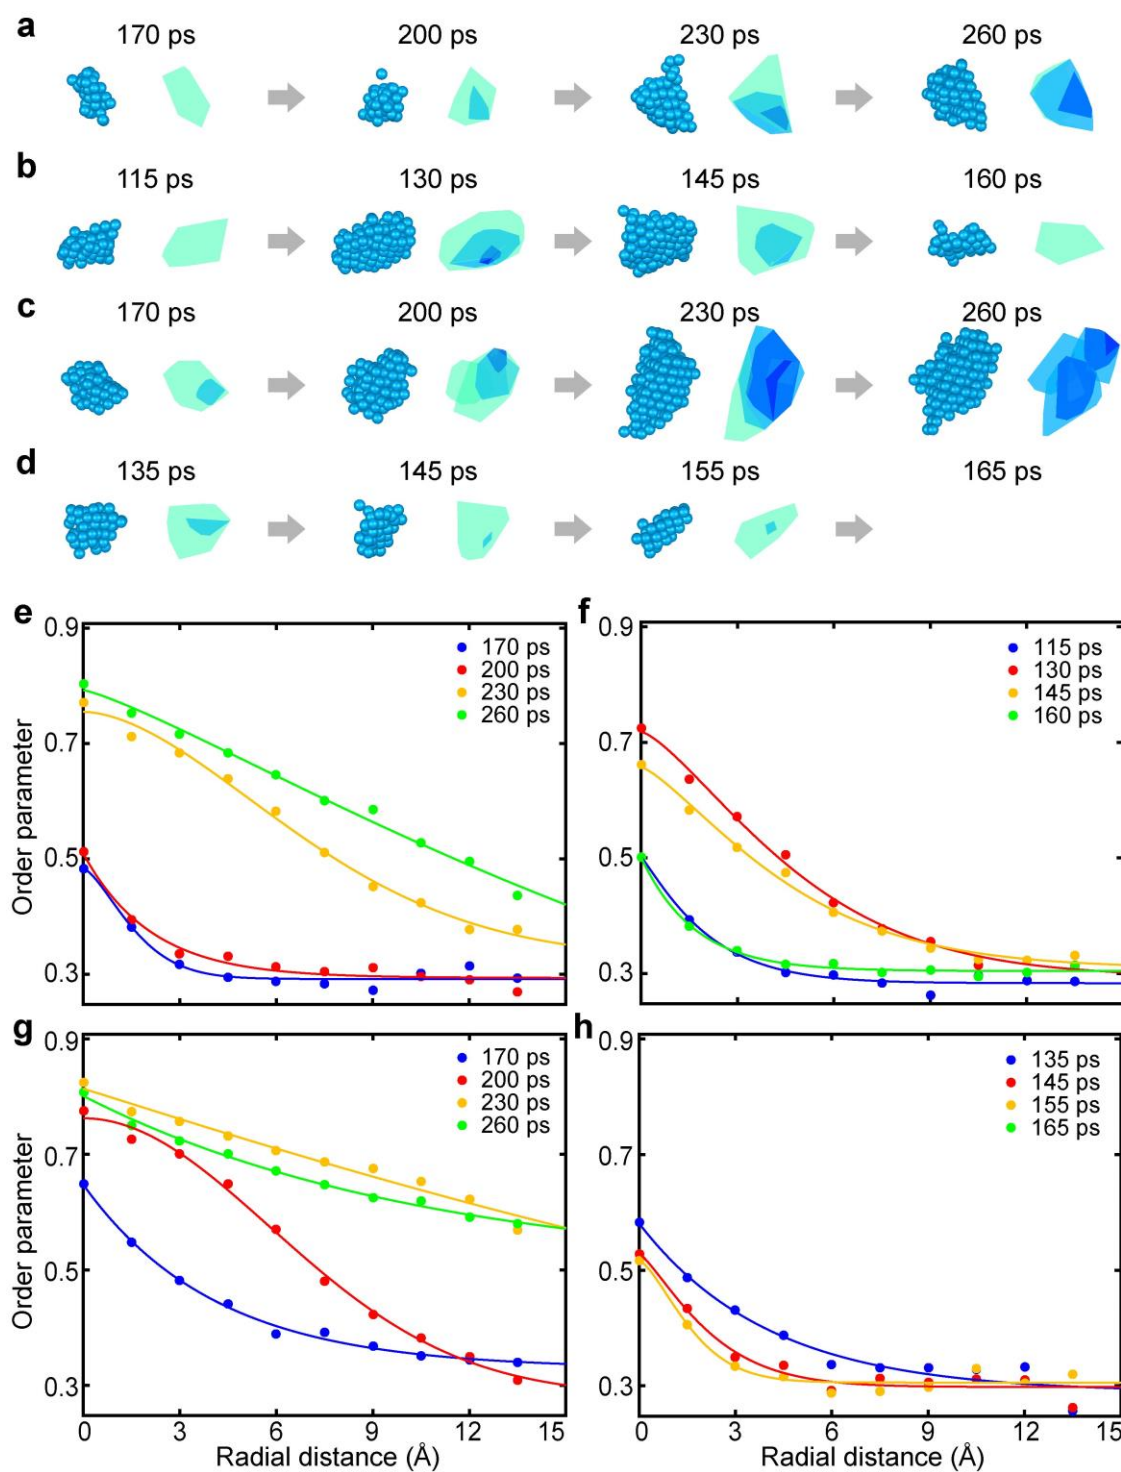 a
170 ps 200 ps 230 ps 260 ps
b
115 ps 130 ps 145 ps 160 ps
c
170 ps 200 ps 230 ps 260 ps
d
135 ps 145 ps 155 ps 165 ps
e
0.9
0.7
0.5
0.3
Order parameter
170 ps
200 ps
230 ps
260 ps
f
0.9
0.7
0.5
0.3
115 ps
130 ps
145 ps
160 ps
g
0.9
0.7
0.5
0.3
Order parameter
170 ps
200 ps
230 ps
260 ps
0 3 6 9 12 15
Radial distance (Å)
h
0.9
0.7
0.5
0.3
135 ps
145 ps
155 ps
165 ps
0 3 6 9 12 15
Radial distance (Å)